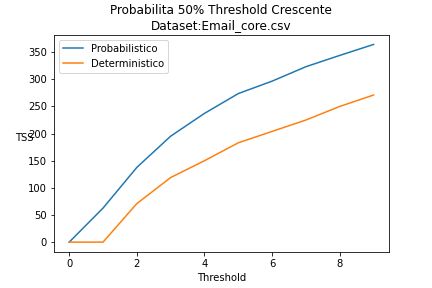 Probabilita 50% Threshold Crescente
Dataset:Email_core.csv
Probabilistico
Deterministico
350
300
250
200
150
100
50
0
TSS
0 2 4 6 8
Threshold